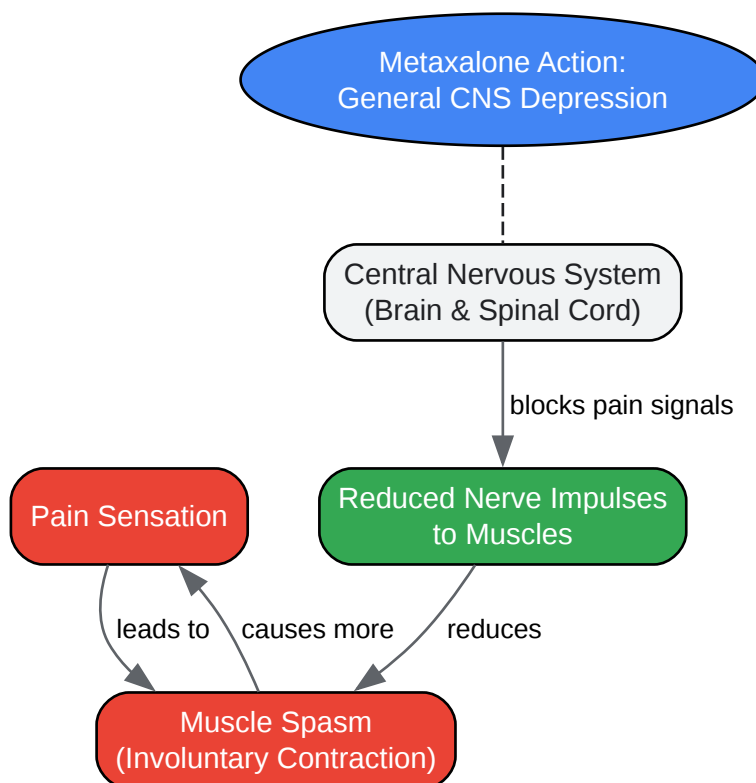 Metaxalone Action:
General CNS Depression
Central Nervous System
(Brain & Spinal Cord)
blocks pain signals
Pain Sensation
Reduced Nerve Impulses
to Muscles
leads to
causes more
reduces
Muscle Spasm
(Involuntary Contraction)